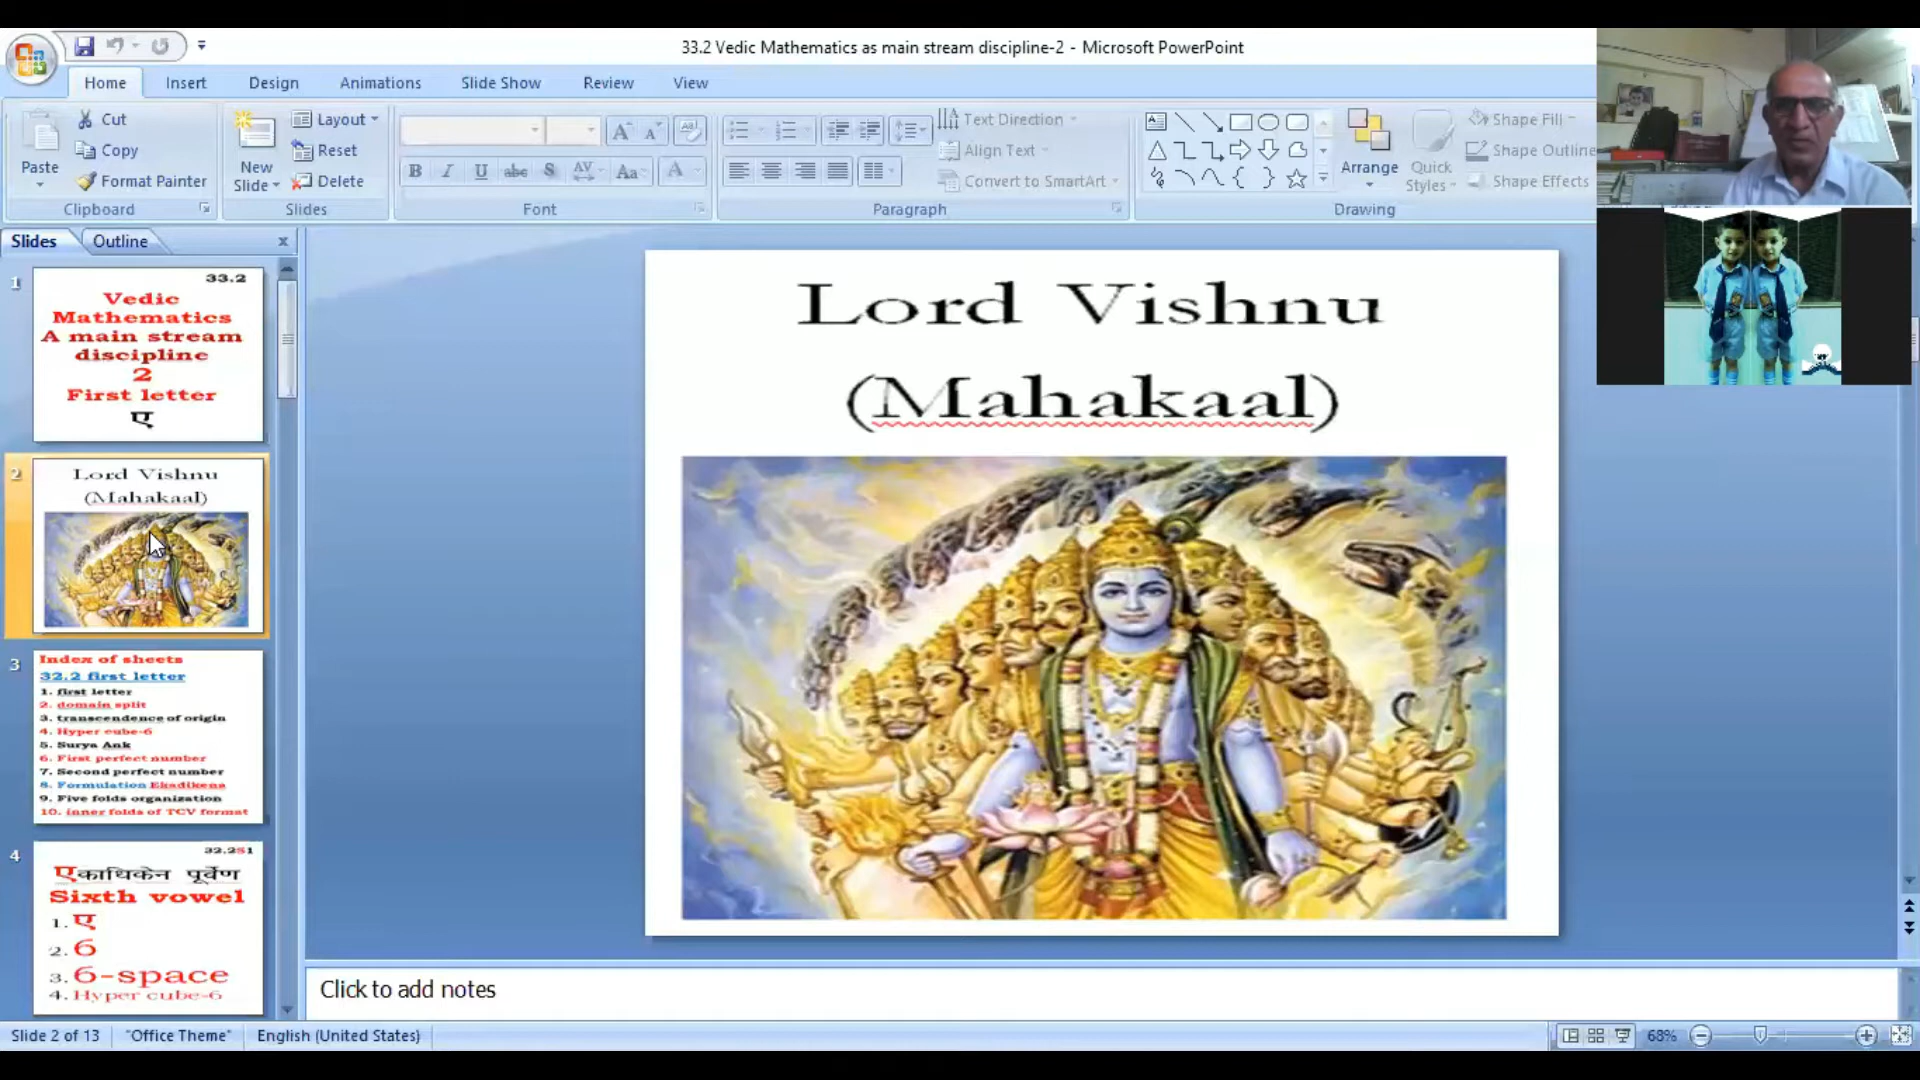 33.2 Vedic Mathematics as main stream discipline-2 - Microsoft PowerPoint
Home Insert Design Animations Slide Show Review View
Paste
Cut
Copy
Format Painter
Clipboard
New Slide
Layout
Reset
Delete
Slides
Font
Text Direction
Align Text
Convert to SmartArt
Paragraph
Arrange
Quick Styles
Shape Fill
Shape Outline
Shape Effects
Drawing
Slides Outline
1
33.2
Vedic
Mathematics
A main stream
discipline
2
First letter
ए
2
Lord Vishnu
(Mahakaal)
3
Index of sheets
32.2 first letter
1. first letter
2. domain split
3. transcendence of origin
4. Hyper cube-6
5. Surya Ank
6. First perfect number
7. Second perfect number
8. Formulation Ekadikena
9. Five folds organization
10. inner folds of TCV format
4
32.2S1
एकाधिकेन पूर्वेण
Sixth vowel
1. ए
2. 6
3. 6-space
4. Hyper cube-6
Lord Vishnu
(Mahakaal)
Click to add notes
Slide 2 of 13 "Office Theme" English (United States) 68%